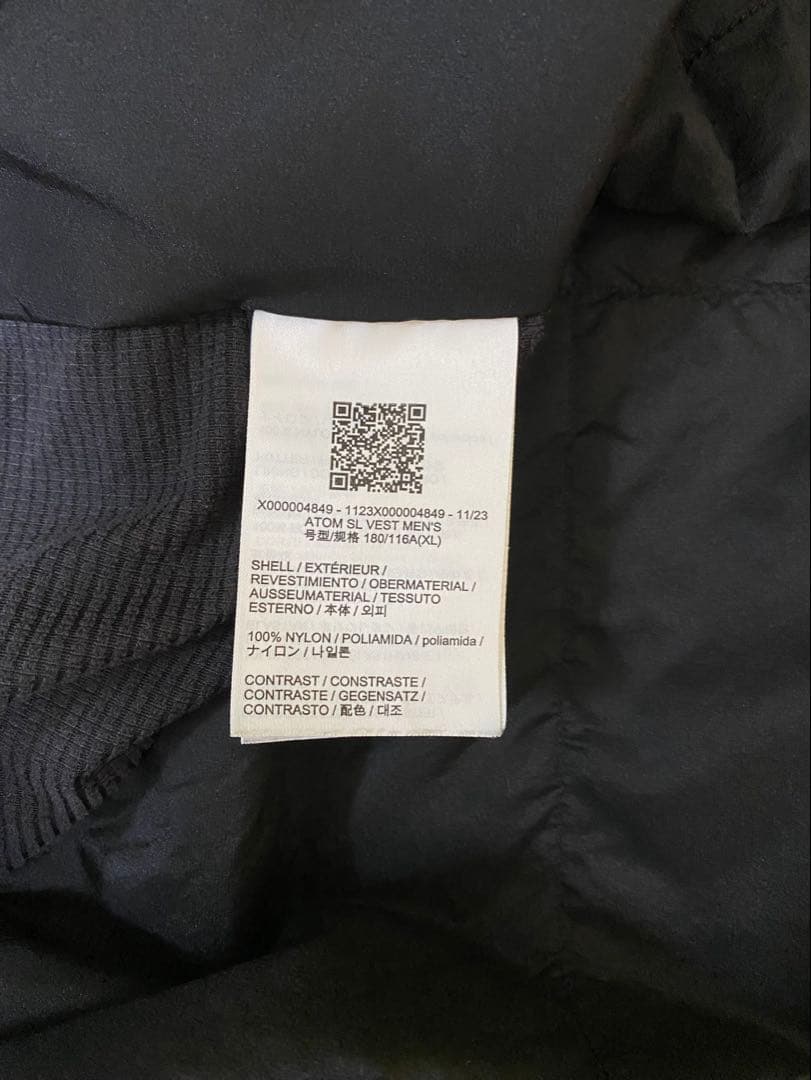 X000004849 - 1123X000004849 - 11/23
ATOM SL VEST MEN'S
号型/规格 180/116A(XL)
SHELL / EXTÉRIEUR /
REVESTIMIENTO / OBERMATERIAL /
AUSSEUMATERIAL / TESSUTO
ESTERNO / 本体 / 외피
100% NYLON / POLIAMIDA / poliamida /
ナイロン / 나일론
CONTRAST / CONSTRASTE /
CONTRASTE / GEGENSATZ /
CONTRASTO / 配色 / 대조